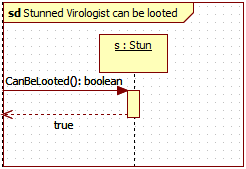 sd Stunned Virologist can be looted
s : Stun
CanBeLooted(): boolean
true